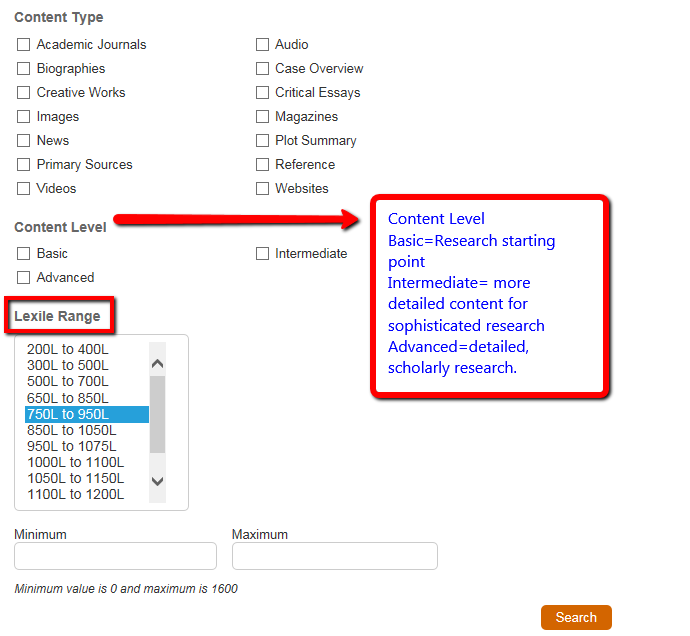 Content Type
Academic Journals
Audio
Biographies
Case Overview
Creative Works
Critical Essays
Images
Magazines
News
Plot Summary
Primary Sources
Reference
Videos
Websites
Content Level
Basic
Intermediate
Advanced
Content Level
Basic=Research starting
point
Intermediate= more
detailed content for
sophisticated research
Advanced=detailed,
scholarly research.
Lexile Range
200L to 400L
300L to 500L
500L to 700L
650L to 850L
750L to 950L
850L to 1050L
950L to 1075L
1000L to 1100L
1050L to 1150L
1100L to 1200L
Minimum
Maximum
Minimum value is 0 and maximum is 1600
Search